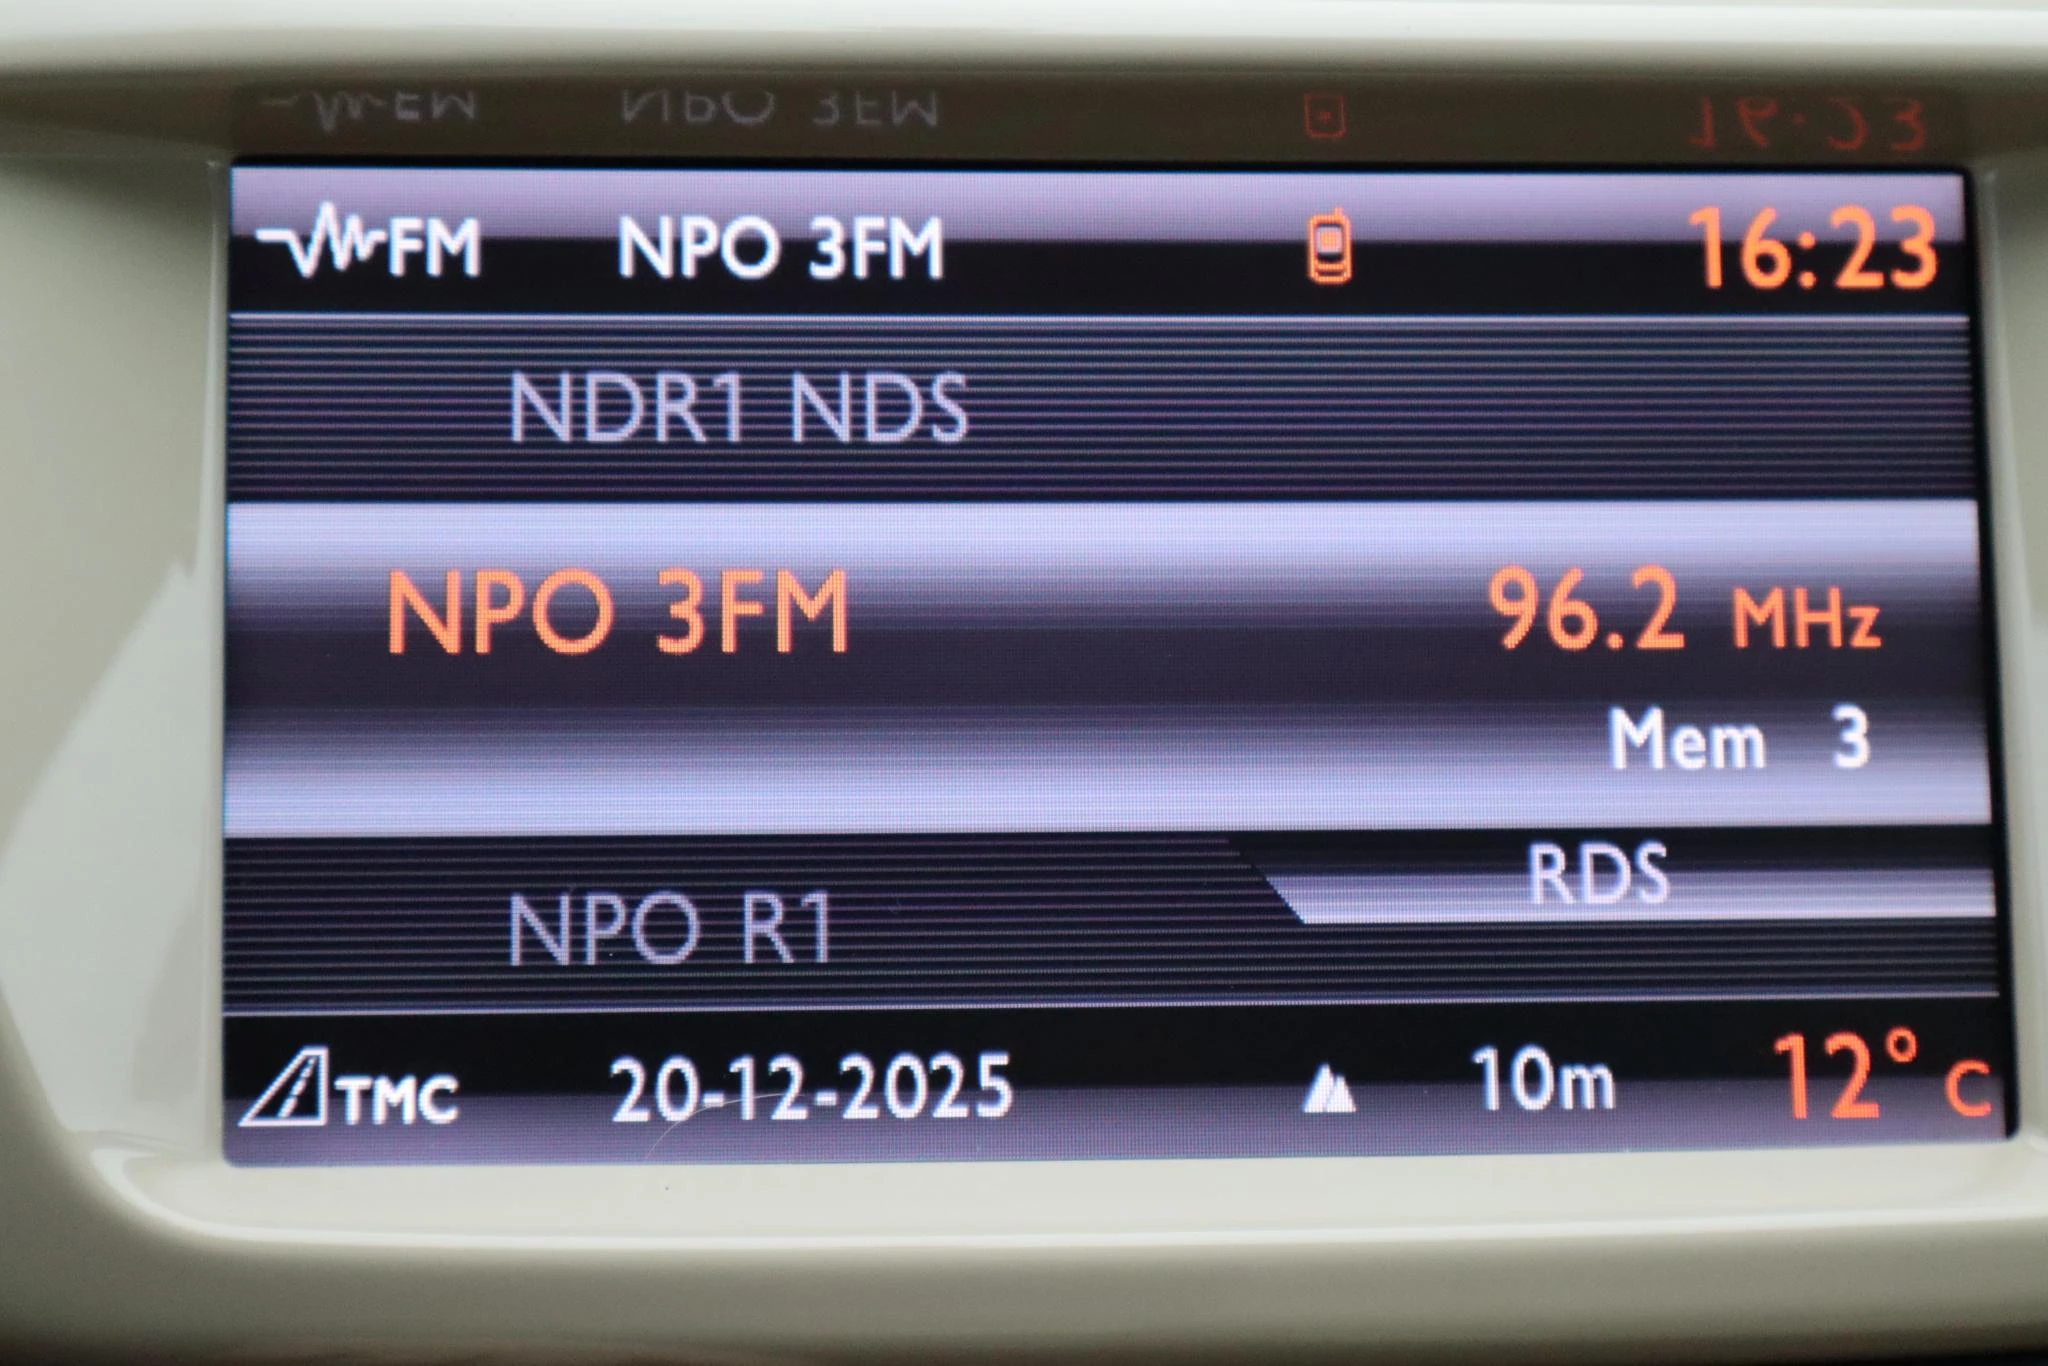 FM NPO 3FM 16:23
NDR1 NDS
NPO 3FM 96.2 MHz
Mem 3
RDS
NPO R1
TMC 20-12-2025 10m 12° C